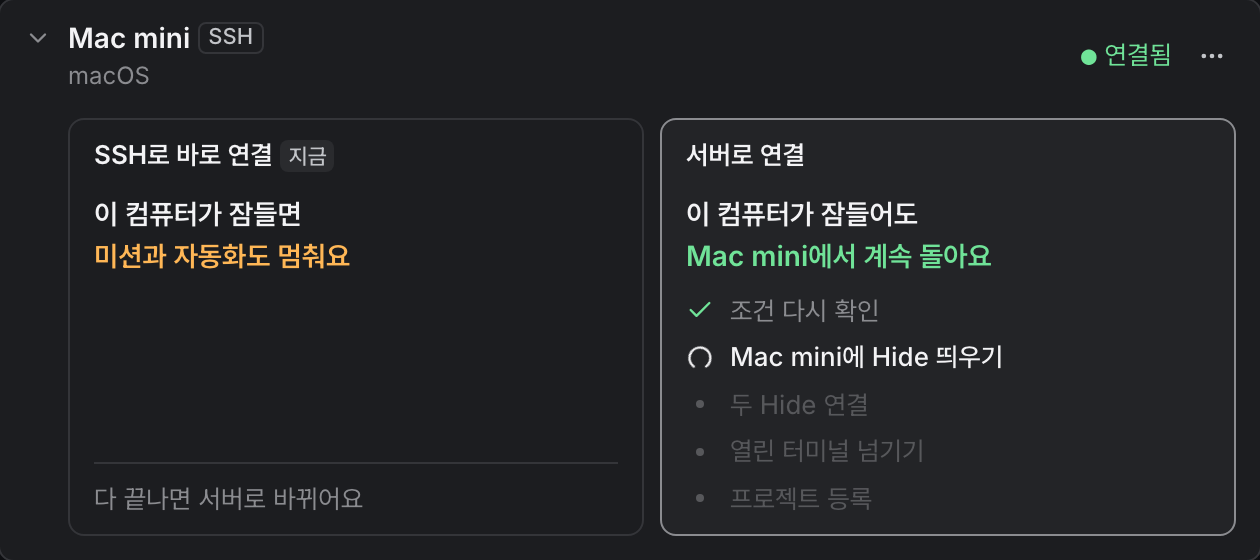 Mac mini SSH
macOS
연결됨
SSH로 바로 연결 지금
이 컴퓨터가 잠들면
미션과 자동화도 멈춰요
다 끝나면 서버로 바뀌어요
서버로 연결
이 컴퓨터가 잠들어도
Mac mini에서 계속 돌아요
조건 다시 확인
Mac mini에 Hide 띄우기
두 Hide 연결
열린 터미널 넘기기
프로젝트 등록